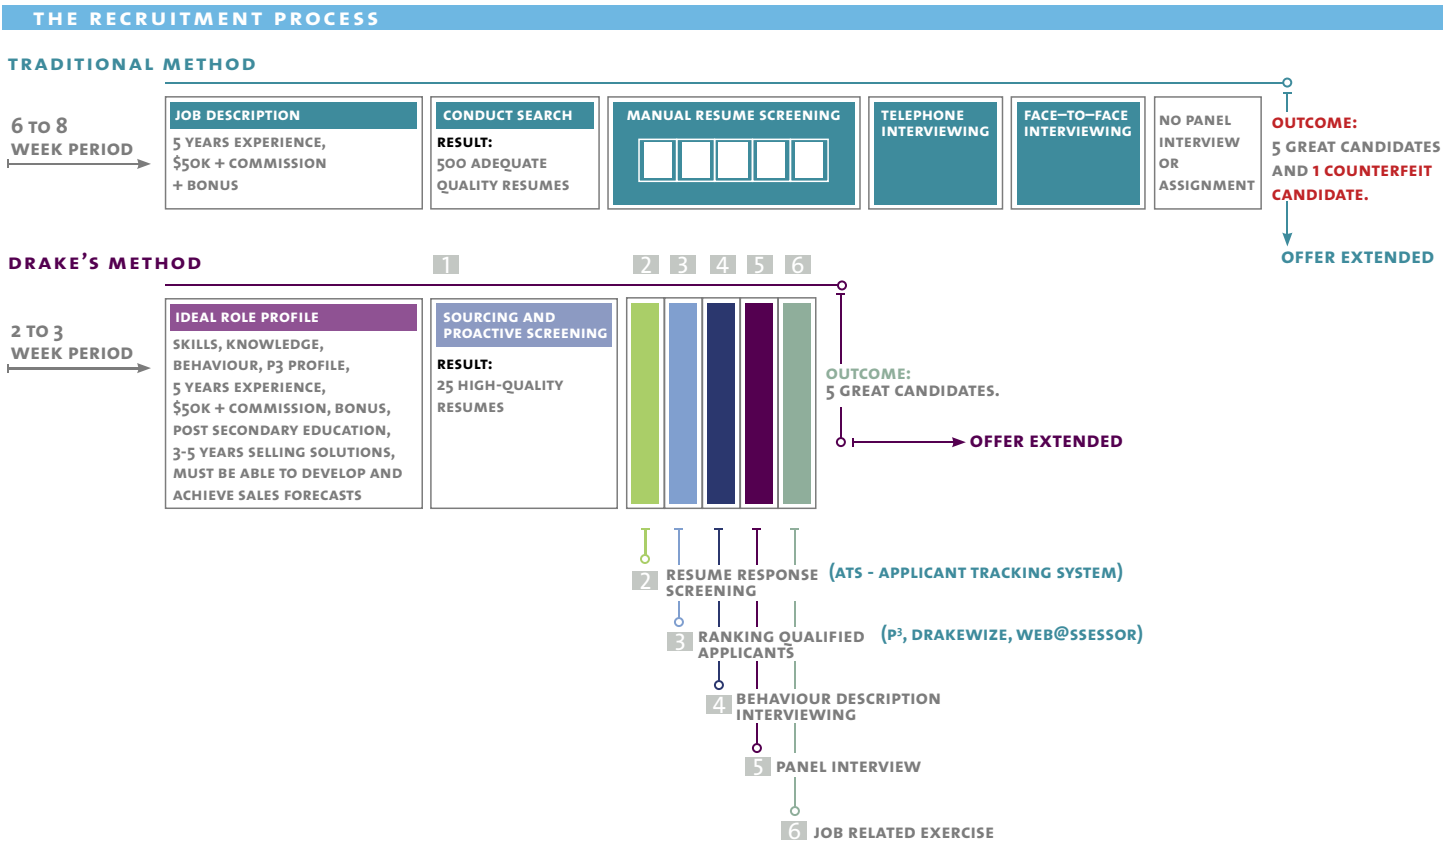 THE RECRUITMENT PROCESS
TRADITIONAL METHOD
6 TO 8
WEEK PERIOD
JOB DESCRIPTION
5 YEARS EXPERIENCE,
$50K + COMMISSION
+ BONUS
CONDUCT SEARCH
RESULT:
500 ADEQUATE
QUALITY RESUMES
MANUAL RESUME SCREENING
TELEPHONE
INTERVIEWING
FACE–TO–FACE
INTERVIEWING
NO PANEL
INTERVIEW
OR
ASSIGNMENT
OUTCOME:
5 GREAT CANDIDATES
AND 1 COUNTERFEIT
CANDIDATE.
OFFER EXTENDED
DRAKE'S METHOD
1
2
3
4
5
6
2 TO 3
WEEK PERIOD
IDEAL ROLE PROFILE
SKILLS, KNOWLEDGE,
BEHAVIOUR, P3 PROFILE,
5 YEARS EXPERIENCE,
$50K + COMMISSION, BONUS,
POST SECONDARY EDUCATION,
3-5 YEARS SELLING SOLUTIONS,
MUST BE ABLE TO DEVELOP AND
ACHIEVE SALES FORECASTS
SOURCING AND
PROACTIVE SCREENING
RESULT:
25 HIGH-QUALITY
RESUMES
OUTCOME:
5 GREAT CANDIDATES.
OFFER EXTENDED
2 RESUME RESPONSE (ATS - APPLICANT TRACKING SYSTEM)
SCREENING
3 RANKING QUALIFIED (P³, DRAKEWIZE, WEB@SSESSOR)
APPLICANTS
4 BEHAVIOUR DESCRIPTION
INTERVIEWING
5 PANEL INTERVIEW
6 JOB RELATED EXERCISE